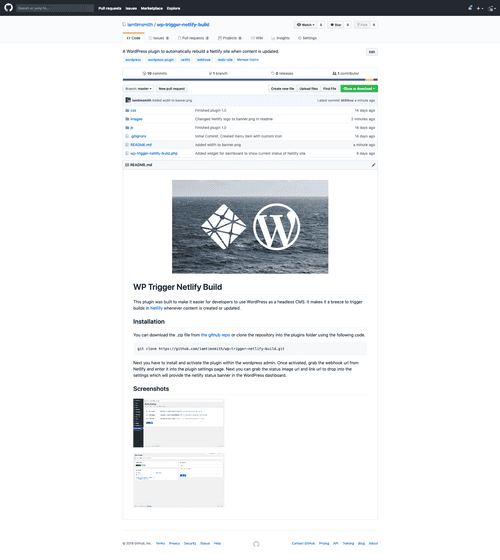 Search or jump to...
Pull requests Issues Marketplace Explore
iamtimsmith / wp-trigger-netlify-build
Watch 0 Star 0 Fork 0
Code Issues 0 Pull requests 0 Projects 0 Wiki Insights Settings
A WordPress plugin to automatically rebuild a Netlify site when content is updated.
Edit
wordpress wordpress-plugin netlify webhook static-site Manage topics
10 commits 1 branch 0 releases 1 contributor
Branch: master New pull request Create new file Upload files Find File Clone or download
iamtimsmith Added width to banner.png Latest commit a minute ago
css Finished plugin 1.0 14 days ago
images Changed Netlify logo to banner.png in readme 2 minutes ago
js Finished plugin 1.0 14 days ago
.gitignore Initial Commit: Created menu item with custom icon 14 days ago
README.md Added width to banner.png a minute ago
wp-trigger-netlify-build.php Added widget for dashboard to show current status of Netlify site 9 days ago
README.md
WP Trigger Netlify Build
This plugin was built to make it easier for developers to use WordPress as a headless CMS. It makes it a breeze to trigger
builds in Netlify whenever content is created or updated.
Installation
You can download the .zip file from the github repo or clone the repository into the plugins folder using the following code.
git clone https://github.com/iamtimsmith/wp-trigger-netlify-build.git
Next you have to install and activate the plugin within the wordpress admin. Once activated, grab the webhook url from
Netlify and enter it into the plugin settings page. Next you can grab the status image url and link url to drop into the
settings which will provide the netlify status banner in the WordPress dashboard.
Screenshots
© 2018 GitHub, Inc. Terms Privacy Security Status Help
Contact GitHub Pricing API Training Blog About